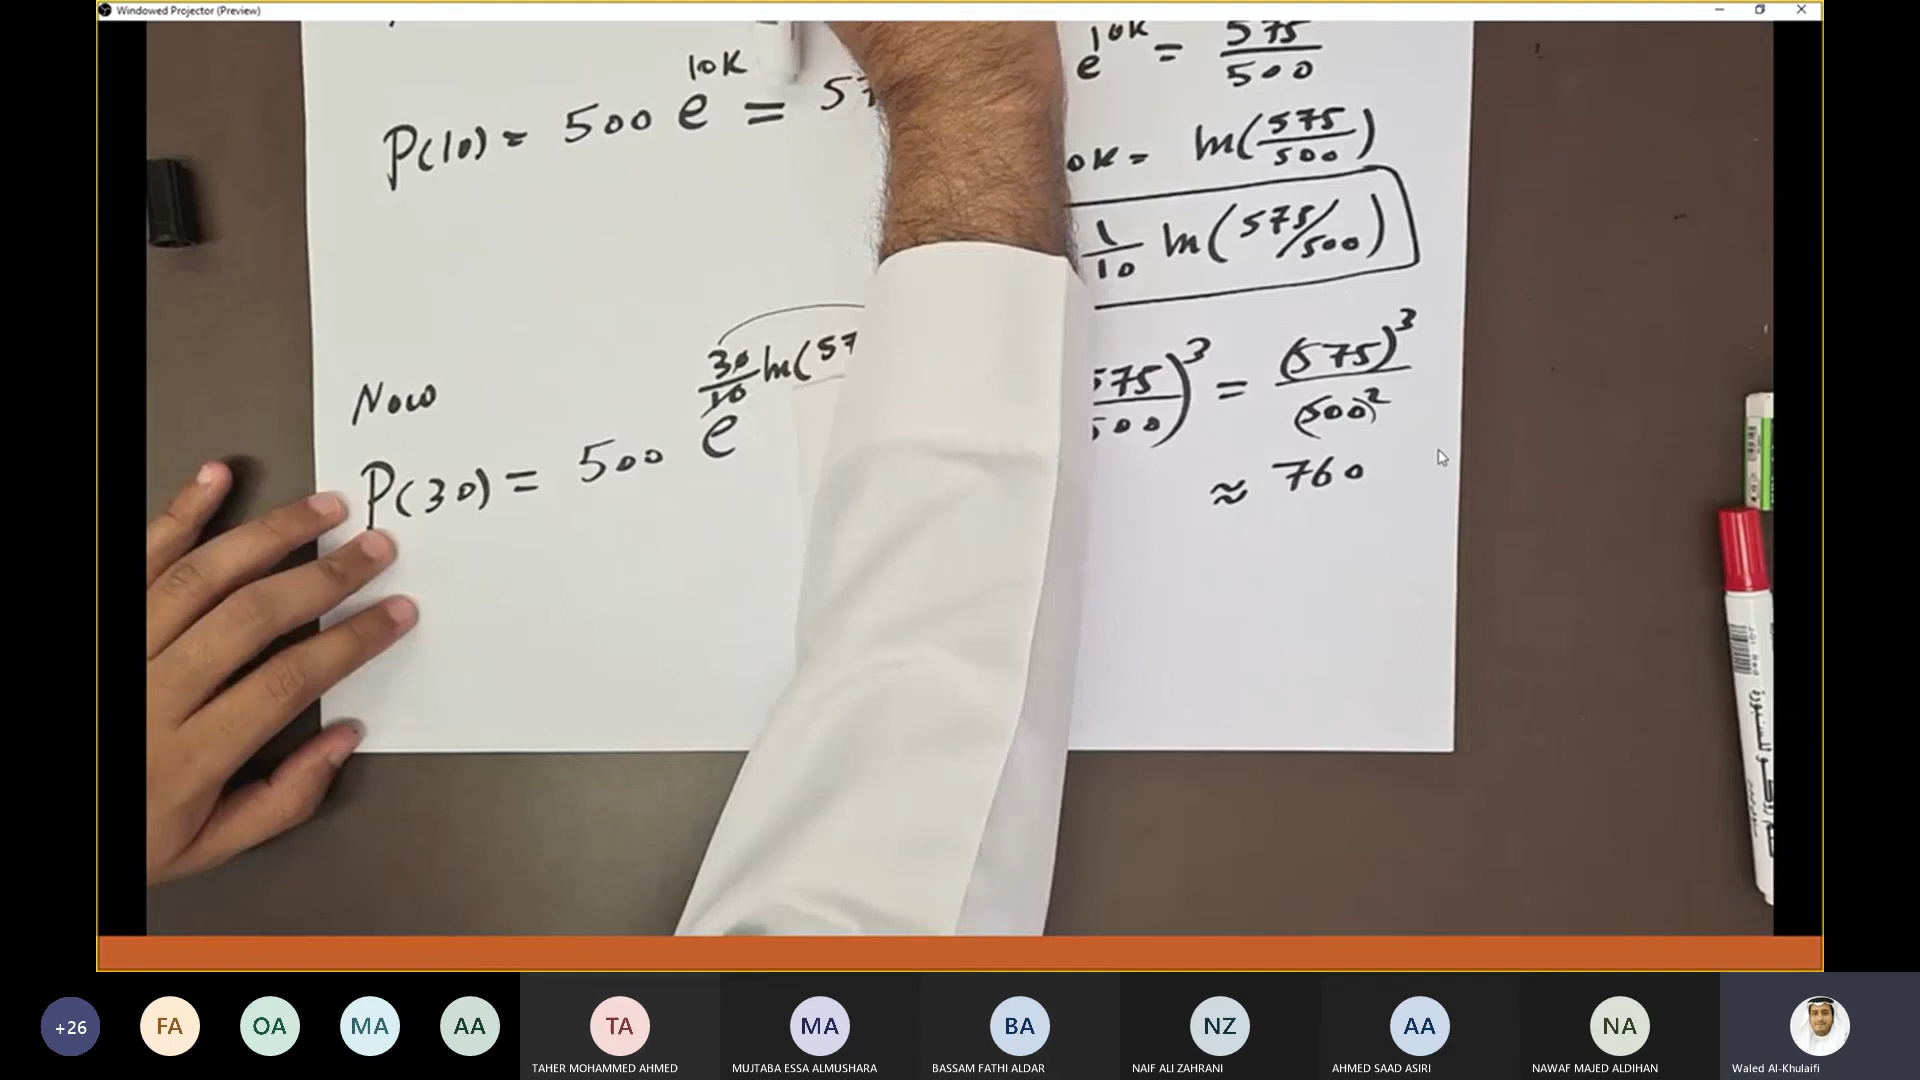 Windowed Projector (Preview)
10K
P(10) = 500 e = 57
e^10K = 575/500
0K = ln(575/500)
1/10 ln(575/500)
Now
P(30) = 500 e^30/10 ln(57
(575/500)^3 = (575)^3/(500)^2
≈ 760
+26
FA
OA
MA
AA
TA
MA
BA
NZ
AA
NA
TAHER MOHAMMED AHMED
MUJTABA ESSA ALMUSHARA
BASSAM FATHI ALDAR
NAIF ALI ZAHRANI
AHMED SAAD ASIRI
NAWAF MAJED ALDIHAN
Waled Al-Khulaifi